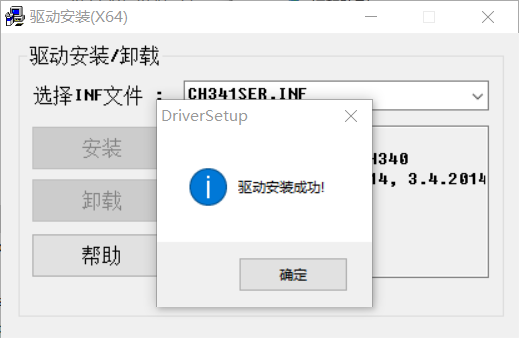 驱动安装(X64)
驱动安装/卸载
选择INF文件 :
CH341SER.INF
DriverSetup
安装
H340
卸载
驱动安装成功!
14, 3.4.2014
帮助
确定